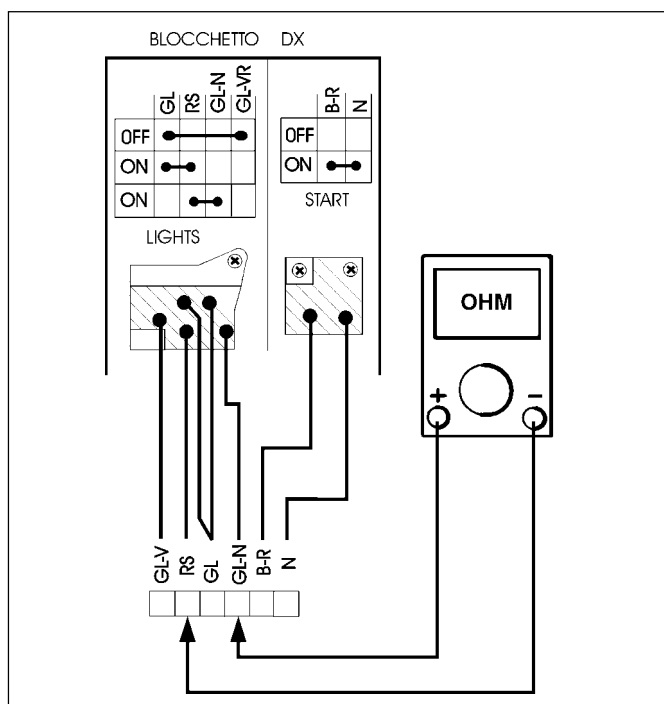 BLOCCHETTO DX
GL RS GL-N GL-VR
OFF
ON
ON
LIGHTS
B-R N
OFF
ON
START
OHM
+ -
GL-V RS GL GL-N B-R N